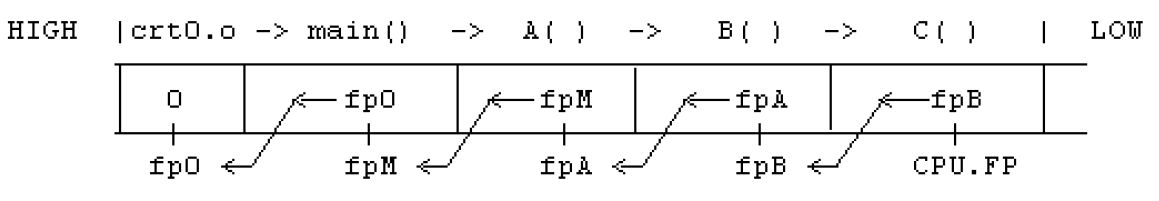 HIGH |crt0.o -> main() -> A( ) -> B( ) -> C( ) | LOW
0 fp0 fpM fpA fpB
fp0 fpM fpA fpB CPU.FP